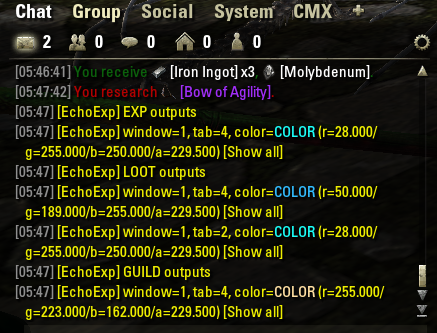 Chat Group Social System CMX +
2 0 0 0 0
[05:46:41] You receive [Iron Ingot] x3, [Molybdenum].
[05:47:42] You research [Bow of Agility].
[05:47] [EchoExp] EXP outputs
[05:47] [EchoExp] window=1, tab=4, color=COLOR (r=28.000/
g=255.000/b=250.000/a=229.500) [Show all]
[05:47] [EchoExp] LOOT outputs
[05:47] [EchoExp] window=1, tab=4, color=COLOR (r=50.000/
g=189.000/b=255.000/a=229.500) [Show all]
[05:47] [EchoExp] window=1, tab=2, color=COLOR (r=28.000/
g=255.000/b=250.000/a=229.500) [Show all]
[05:47] [EchoExp] GUILD outputs
[05:47] [EchoExp] window=1, tab=4, color=COLOR (r=255.000/
g=223.000/b=162.000/a=229.500) [Show all]